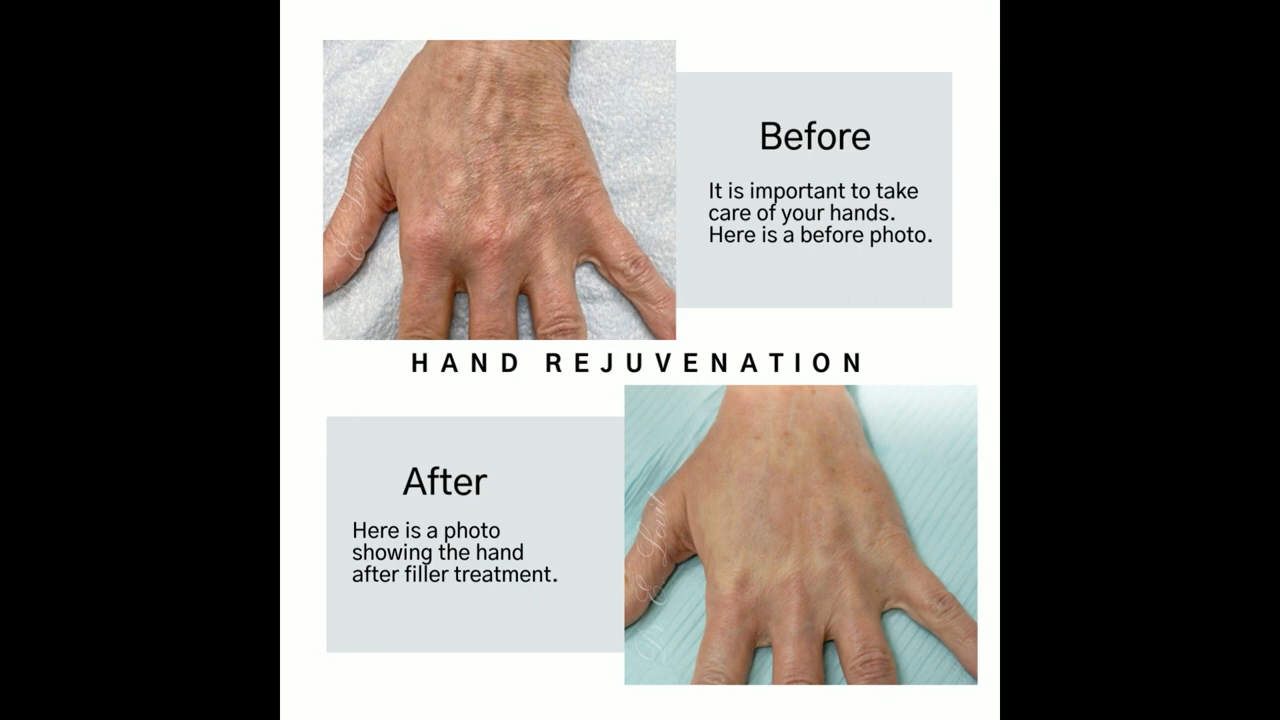 Before
It is important to take
care of your hands.
Here is a before photo.
HAND REJUVENATION
After
Here is a photo
showing the hand
after filler treatment.